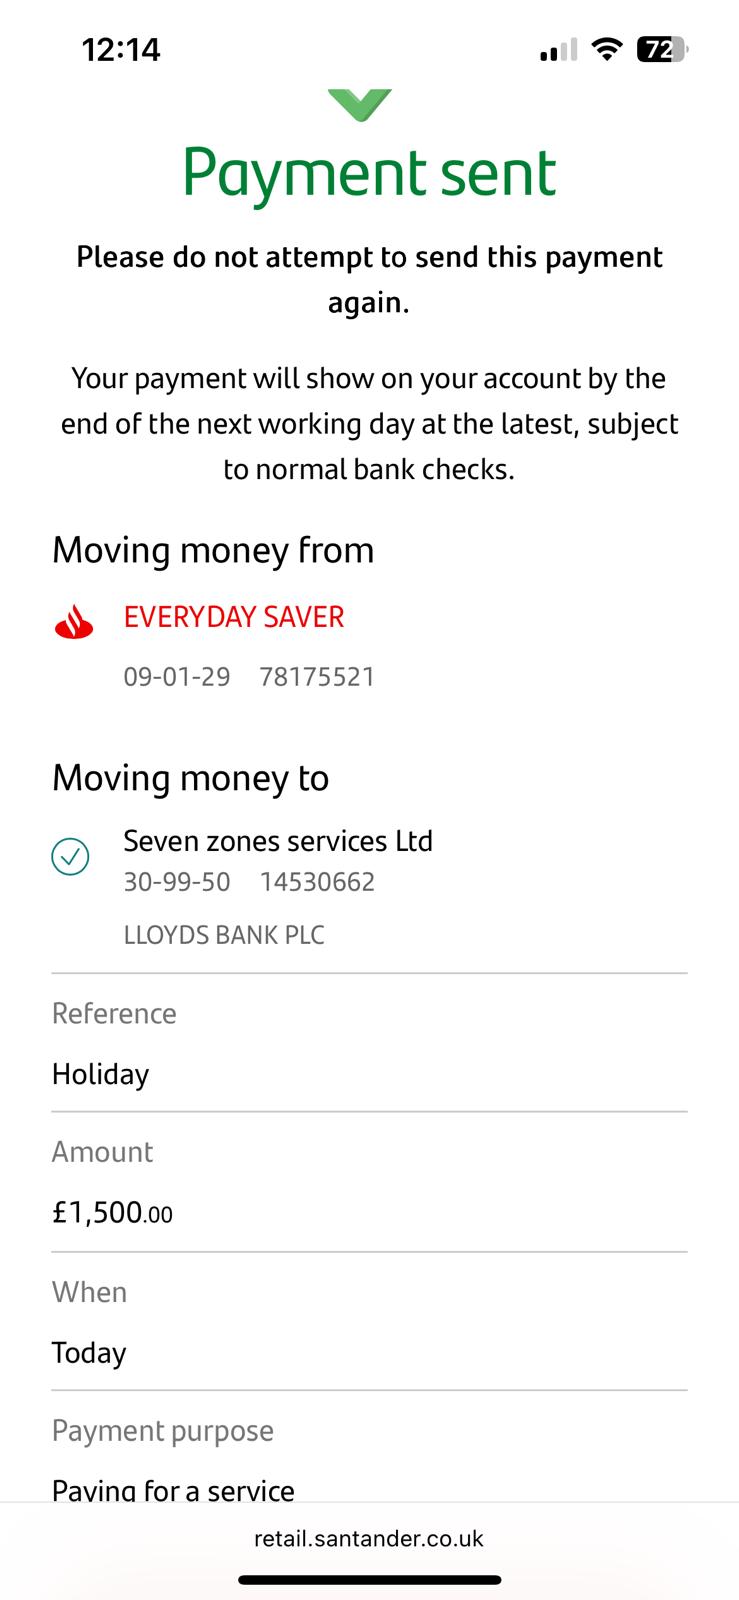 12:14
72
Payment sent
Please do not attempt to send this payment
again.
Your payment will show on your account by the
end of the next working day at the latest, subject
to normal bank checks.
Moving money from
EVERYDAY SAVER
09-01-29 78175521
Moving money to
Seven zones services Ltd
30-99-50 14530662
LLOYDS BANK PLC
Reference
Holiday
Amount
£1,500.00
When
Today
Payment purpose
Paying for a service
retail.santander.co.uk